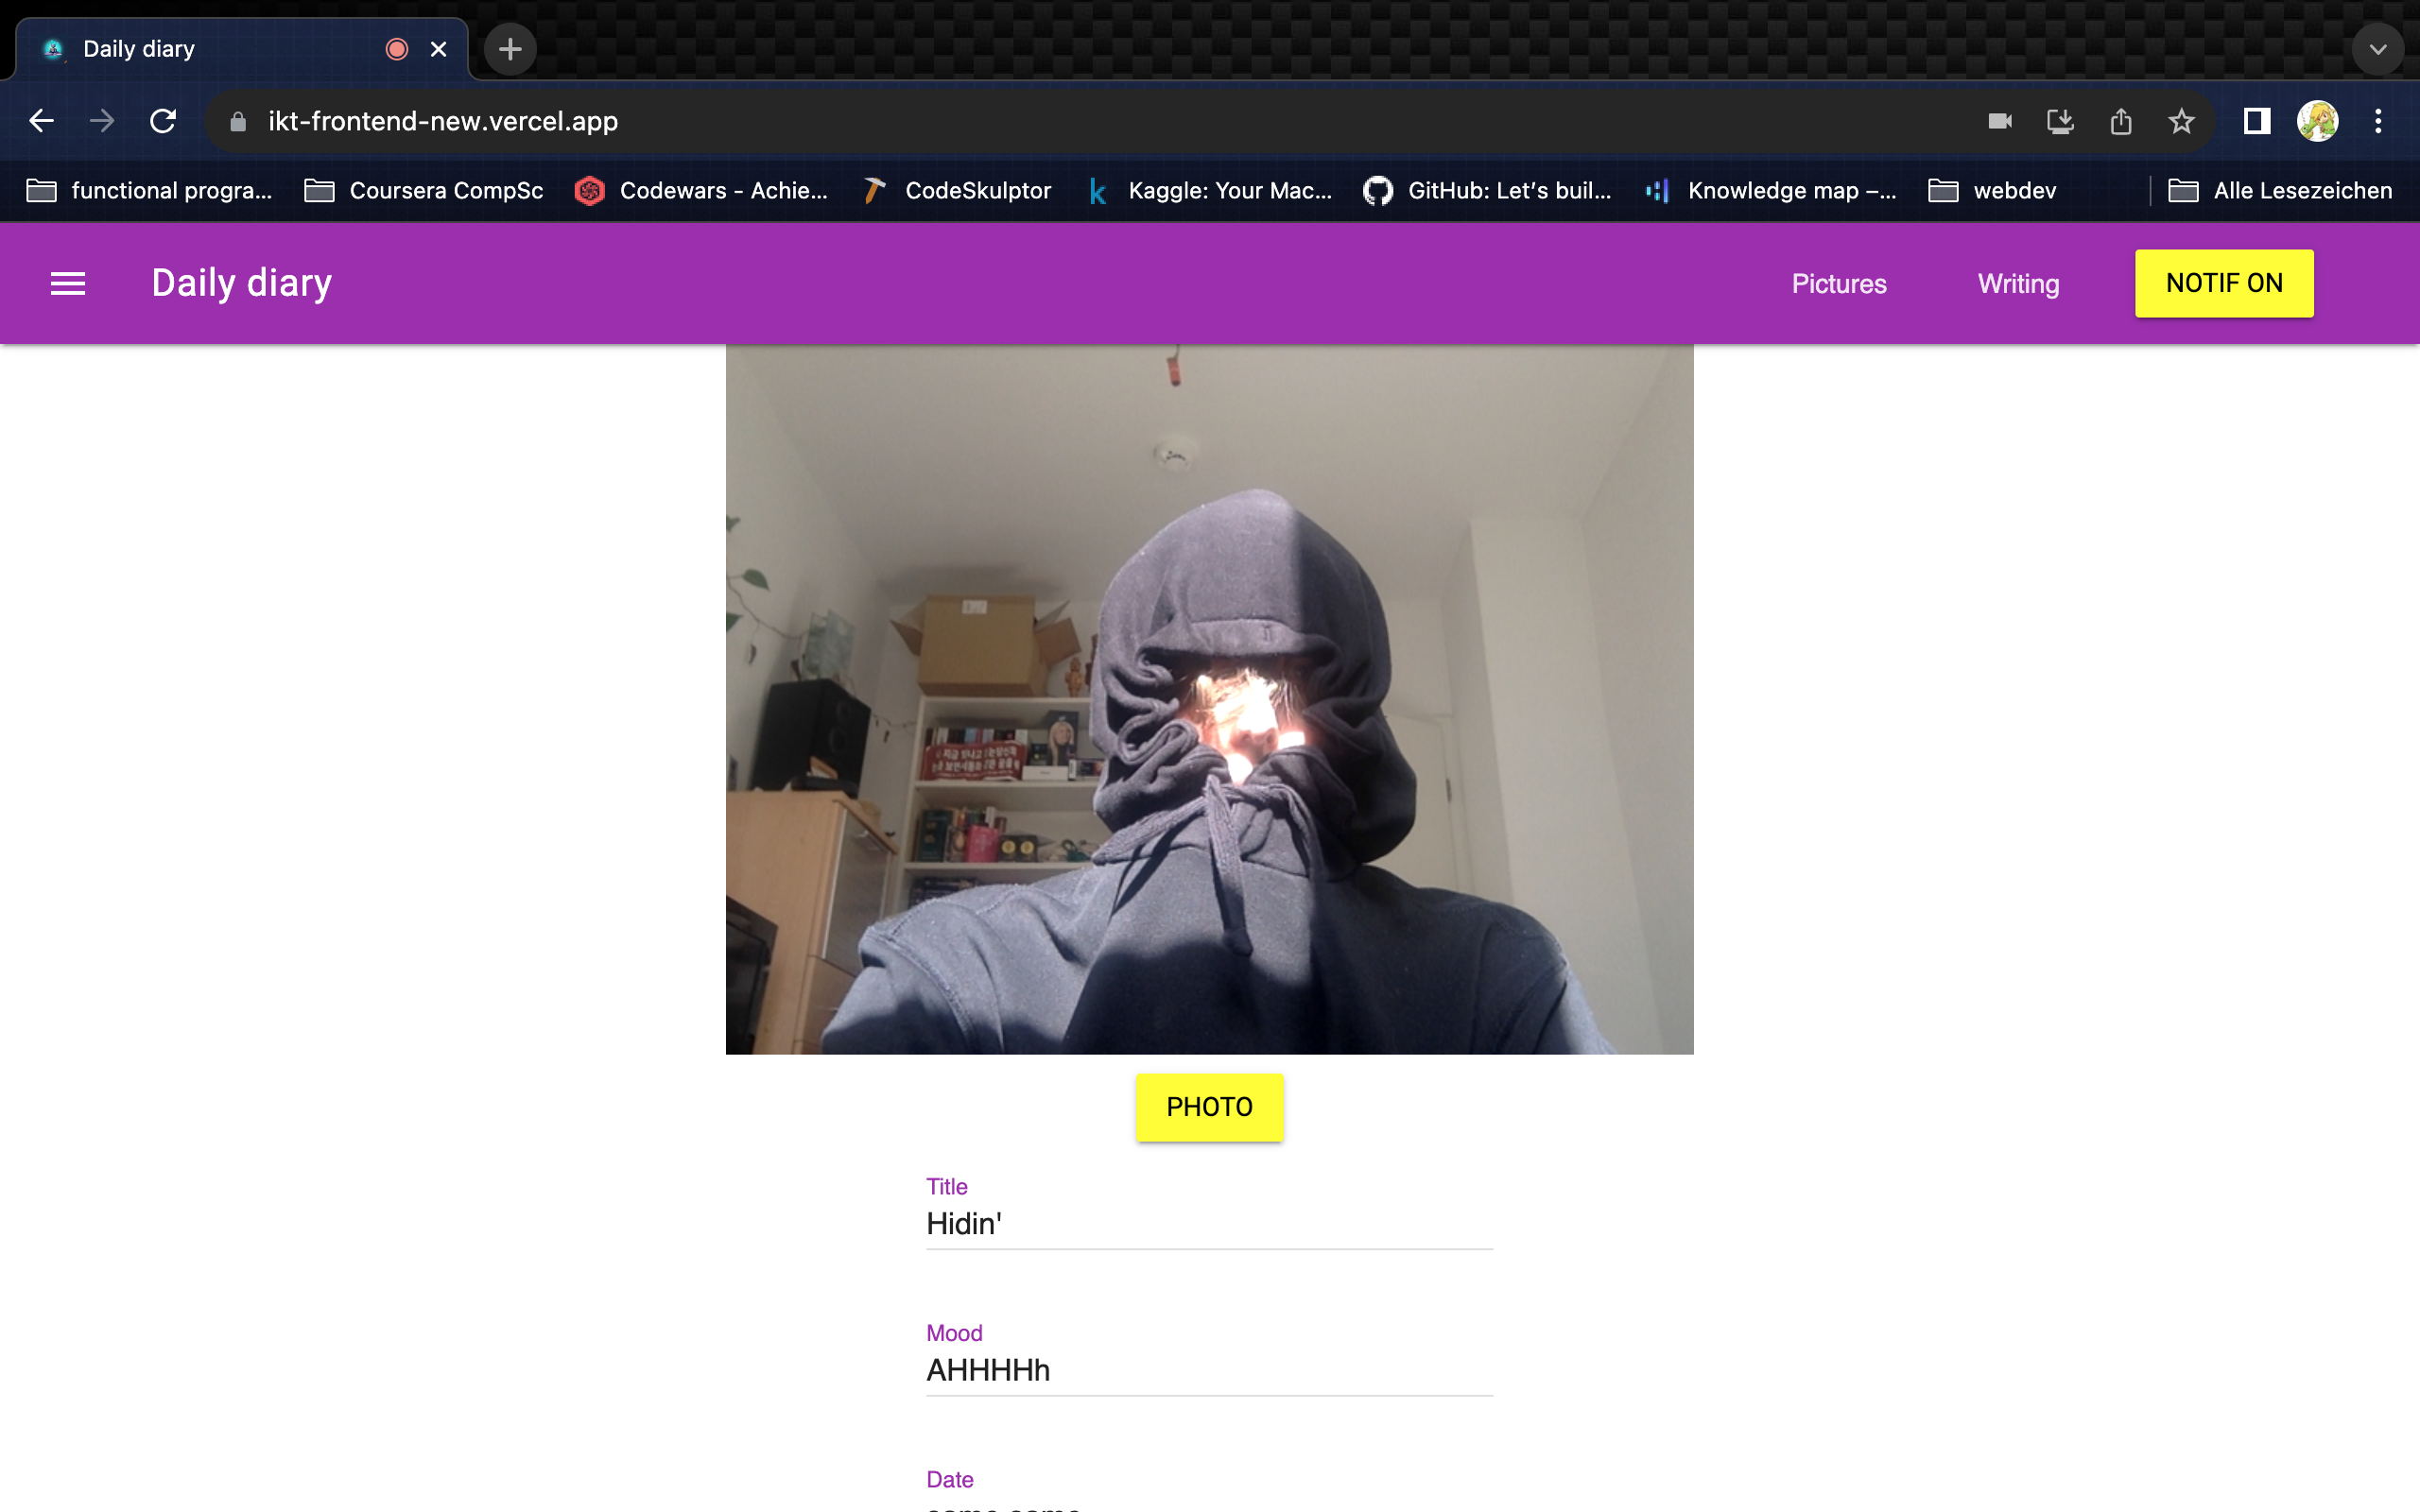 Daily diary
ikt-frontend-new.vercel.app
functional progra... Coursera CompSc Codewars - Achie... CodeSkulptor Kaggle: Your Mac... GitHub: Let's buil... Knowledge map –... webdev Alle Lesezeichen
Daily diary Pictures Writing NOTIF ON
PHOTO
Title
Hidin'
Mood
AHHHHh
Date